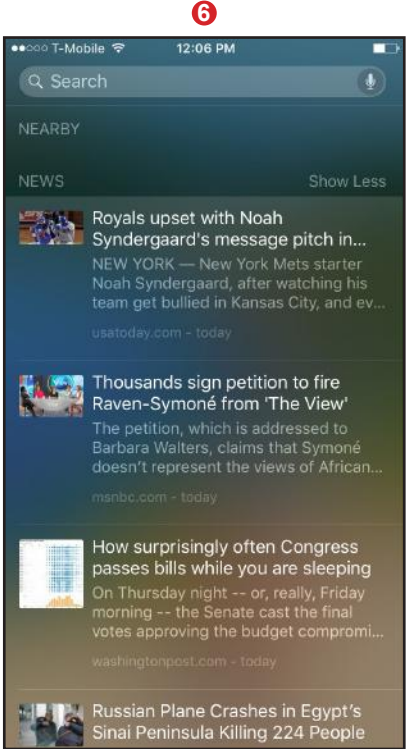 6
T-Mobile 12:06 PM
Search
NEARBY
NEWS Show Less
Royals upset with Noah
Syndergaard's message pitch in...
NEW YORK — New York Mets starter
Noah Syndergaard, after watching his
team get bullied in Kansas City, and ev...
usatoday.com - today
Thousands sign petition to fire
Raven-Symoné from 'The View'
The petition, which is addressed to
Barbara Walters, claims that Symoné
doesn't represent the views of African...
msnbc.com - today
How surprisingly often Congress
passes bills while you are sleeping
On Thursday night -- or, really, Friday
morning -- the Senate cast the final
votes approving the budget compromi...
washingtonpost.com - today
Russian Plane Crashes in Egypt's
Sinai Peninsula Killing 224 People